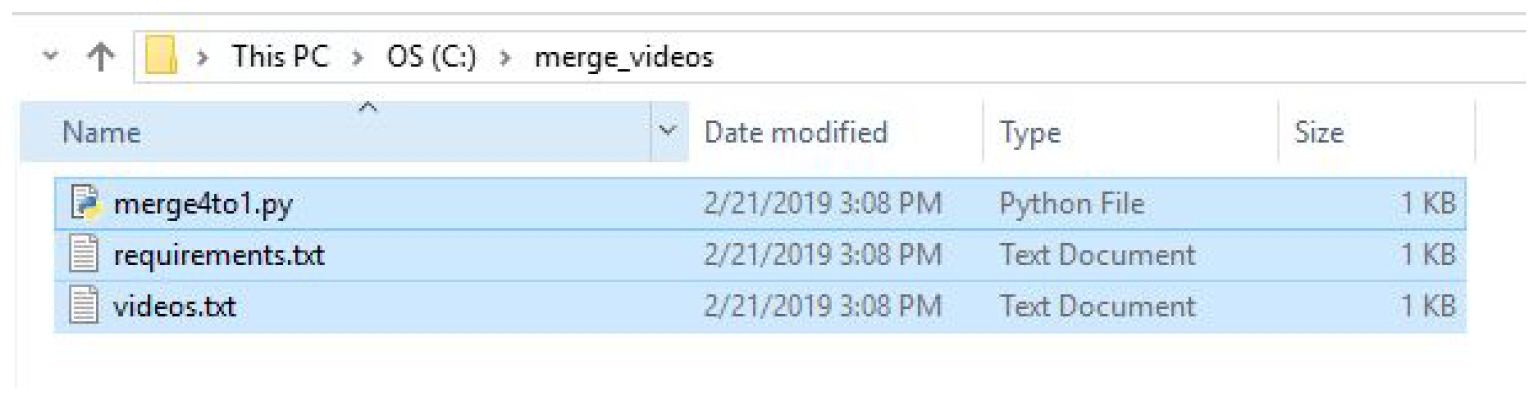 This PC > OS (C:) > merge_videos
Name Date modified Type Size
merge4to1.py 2/21/2019 3:08 PM Python File 1 KB
requirements.txt 2/21/2019 3:08 PM Text Document 1 KB
videos.txt 2/21/2019 3:08 PM Text Document 1 KB